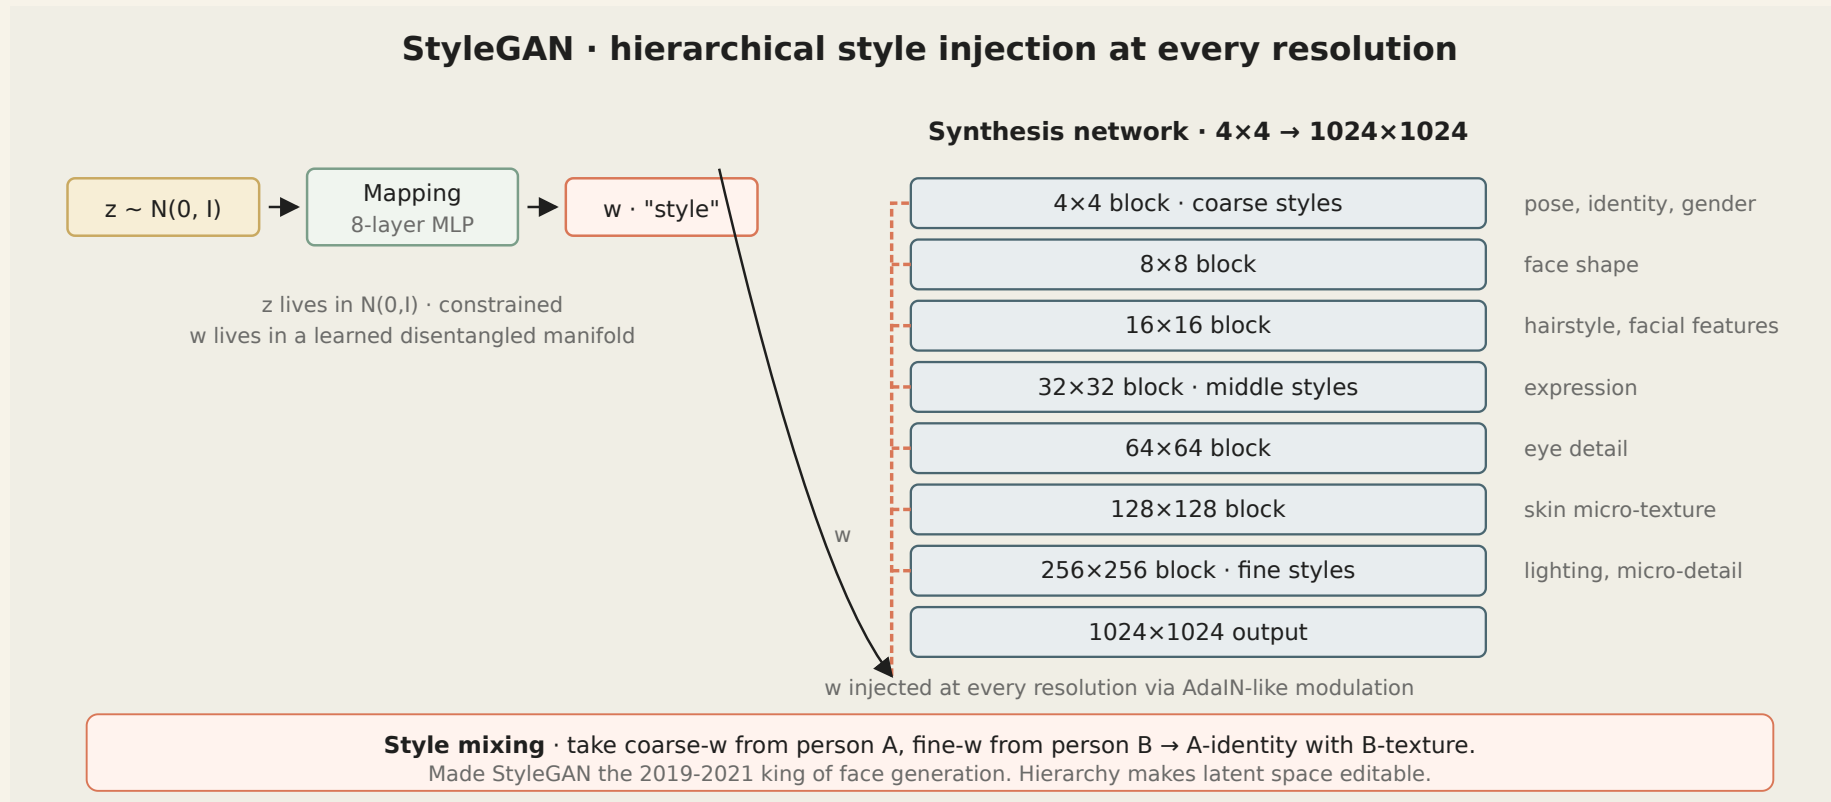 StyleGAN · hierarchical style injection at every resolution
Synthesis network · 4×4 → 1024×1024
z ~ N(0, I)
Mapping
8-layer MLP
w · "style"
z lives in N(0,I) · constrained
w lives in a learned disentangled manifold
w
4×4 block · coarse styles
pose, identity, gender
8×8 block
face shape
16×16 block
hairstyle, facial features
32×32 block · middle styles
expression
64×64 block
eye detail
128×128 block
skin micro-texture
256×256 block · fine styles
lighting, micro-detail
1024×1024 output
w injected at every resolution via AdaIN-like modulation
Style mixing · take coarse-w from person A, fine-w from person B → A-identity with B-texture.
Made StyleGAN the 2019-2021 king of face generation. Hierarchy makes latent space editable.